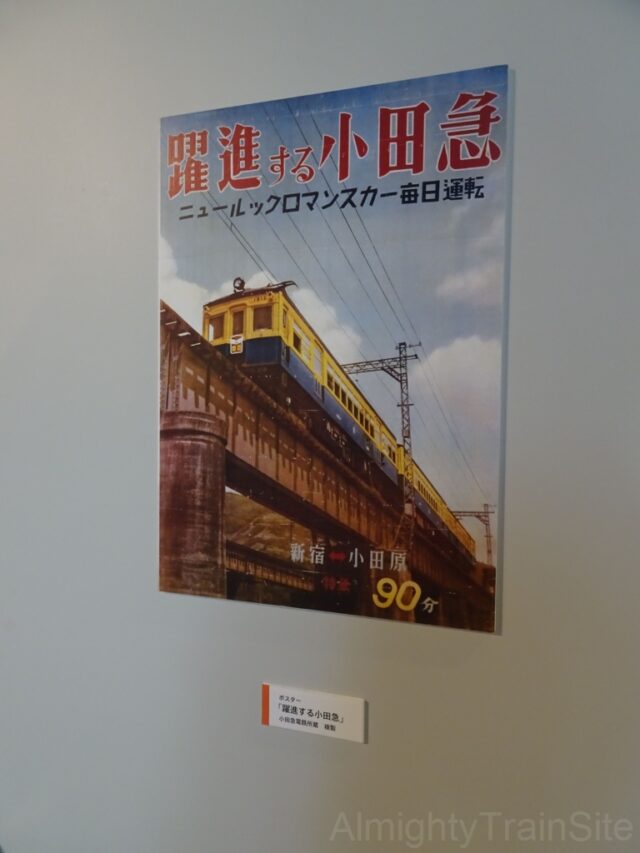 躍進する小田急
ニュールックロマンスカー毎日運転
新宿↔小田原
特急 90分
ポスター
「躍進する小田急」
小田急電鉄所蔵 複製
AlmightyTrainSite